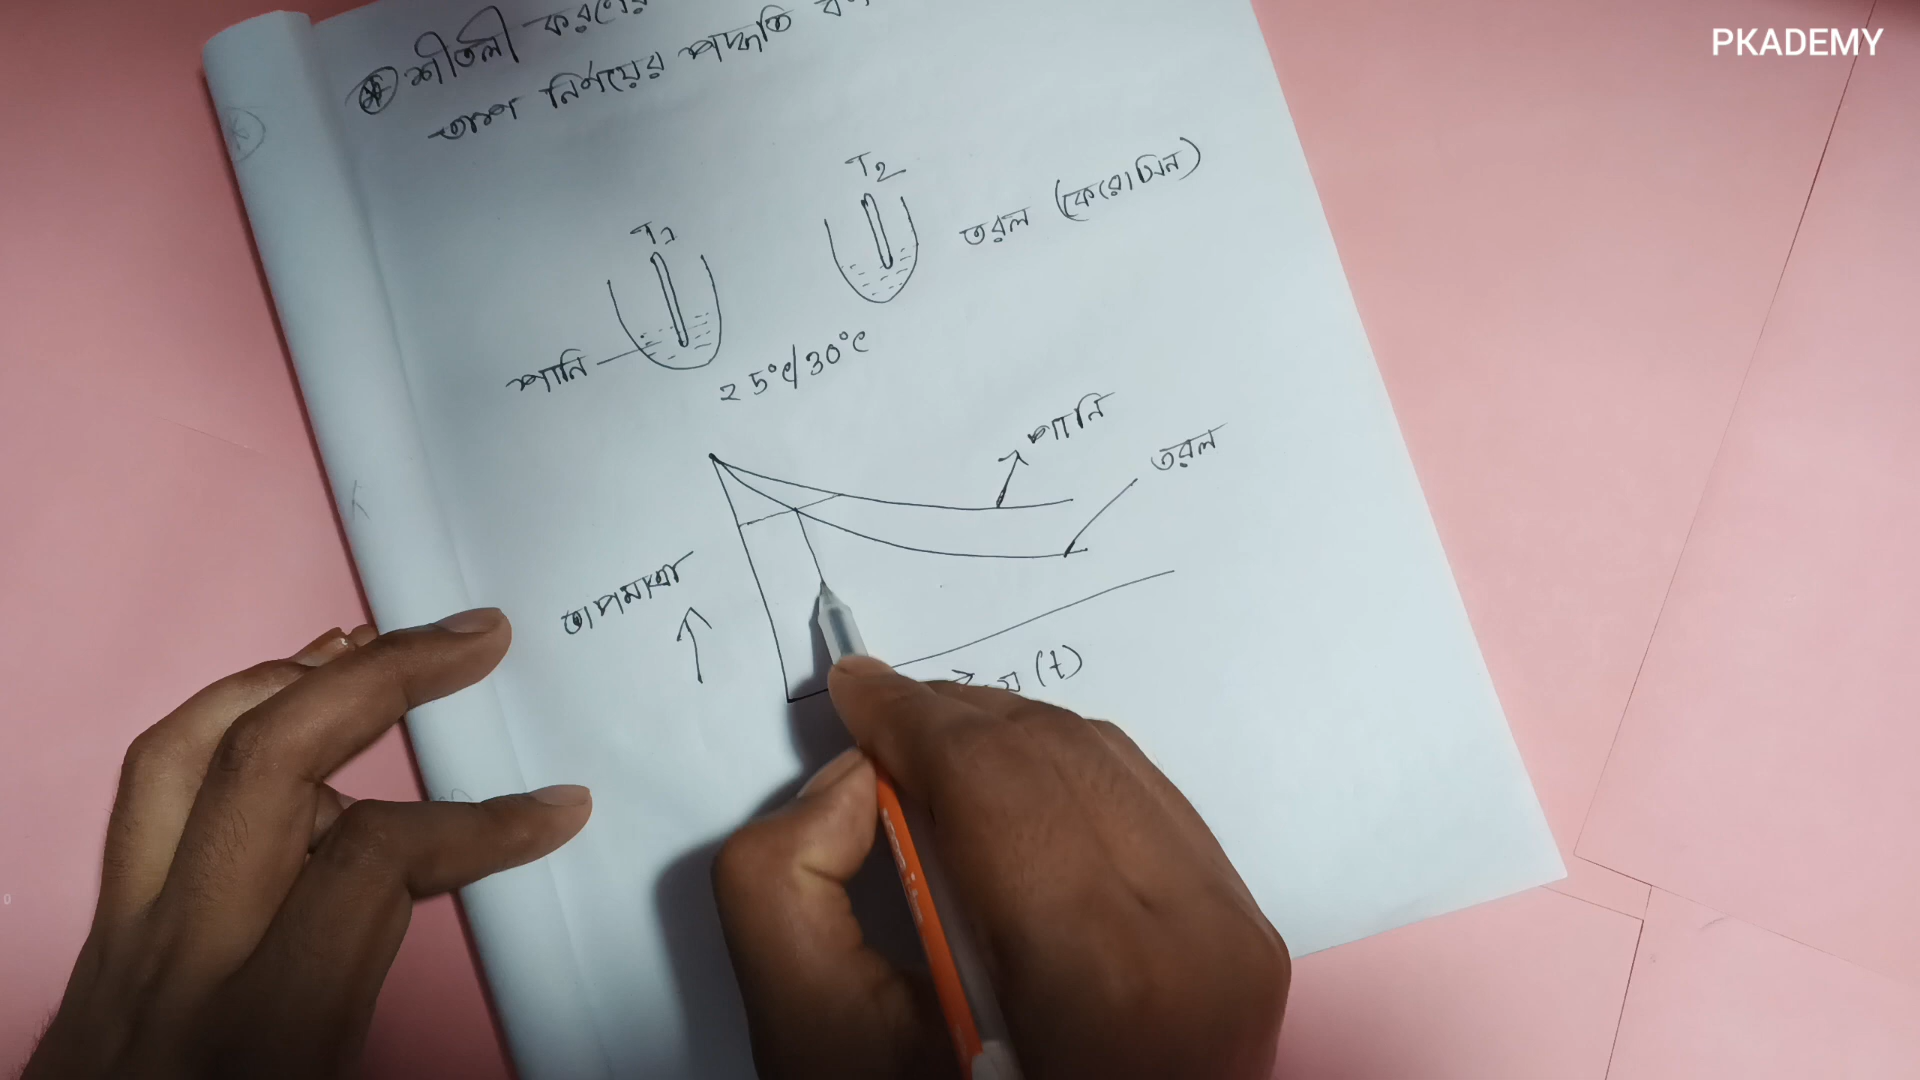 PKADEMY
শীতলী করণের
তাপ নির্ণয়ের পদ্ধতি
T₂
T₁
তরল (কেরোসিন)
পানি
25°C/30°C
পানি
তরল
তাপমাত্রা
(t)